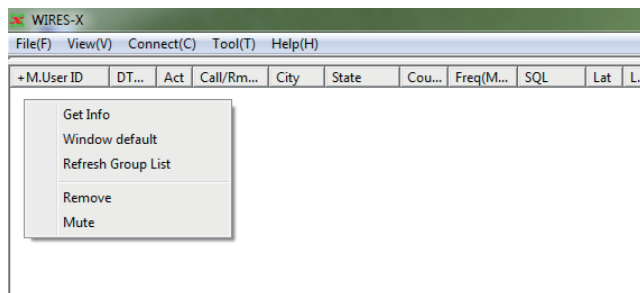 WIRES-X
File(F) View(V) Connect(C) Tool(T) Help(H)
+M.User ID DT... Act Call/Rm... City State Cou... Freq(M... SQL Lat L.
Get Info
Window default
Refresh Group List
Remove
Mute